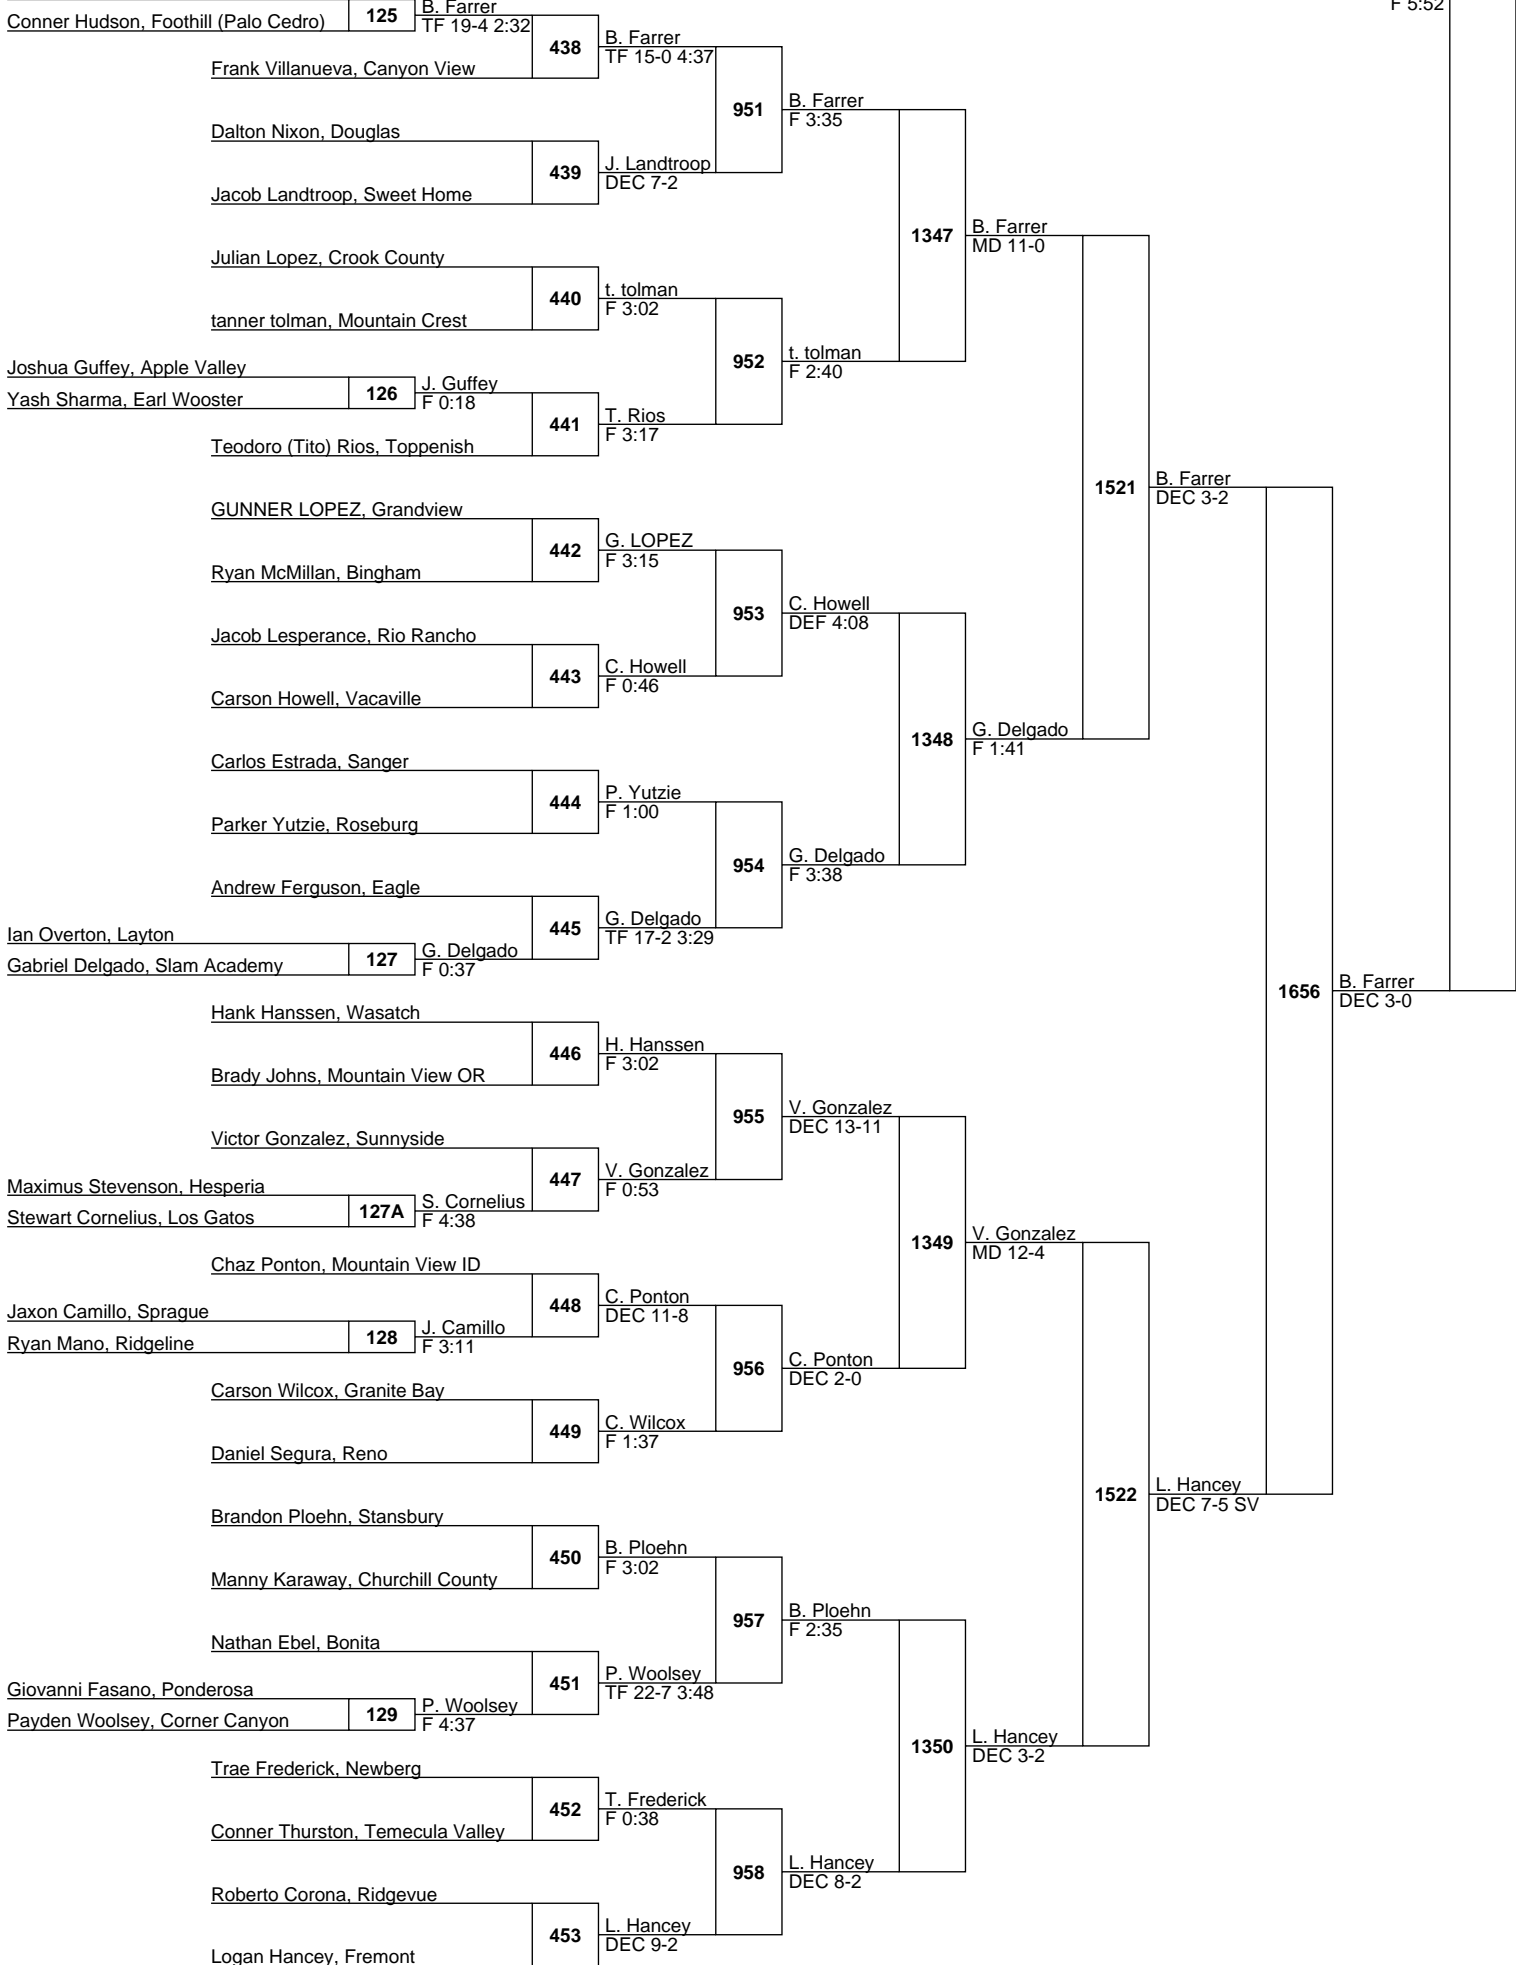 F 5:52
B. Farrer
Conner Hudson, Foothill (Palo Cedro)
125
TF 19-4 2:32
438
B. Farrer
TF 15-0 4:37
Frank Villanueva, Canyon View
951
B. Farrer
F 3:35
Dalton Nixon, Douglas
439
J. Landtroop
DEC 7-2
Jacob Landtroop, Sweet Home
1347
B. Farrer
MD 11-0
Julian Lopez, Crook County
440
t. tolman
F 3:02
tanner tolman, Mountain Crest
952
t. tolman
F 2:40
Joshua Guffey, Apple Valley
126
J. Guffey
F 0:18
Yash Sharma, Earl Wooster
441
T. Rios
F 3:17
Teodoro (Tito) Rios, Toppenish
1521
B. Farrer
DEC 3-2
GUNNER LOPEZ, Grandview
442
G. LOPEZ
F 3:15
Ryan McMillan, Bingham
953
C. Howell
DEF 4:08
Jacob Lesperance, Rio Rancho
443
C. Howell
F 0:46
Carson Howell, Vacaville
1348
G. Delgado
F 1:41
Carlos Estrada, Sanger
444
P. Yutzie
F 1:00
Parker Yutzie, Roseburg
954
G. Delgado
F 3:38
Andrew Ferguson, Eagle
445
G. Delgado
TF 17-2 3:29
Ian Overton, Layton
127
G. Delgado
F 0:37
Gabriel Delgado, Slam Academy
1656
B. Farrer
DEC 3-0
Hank Hanssen, Wasatch
446
H. Hanssen
F 3:02
Brady Johns, Mountain View OR
955
V. Gonzalez
DEC 13-11
Victor Gonzalez, Sunnyside
447
V. Gonzalez
F 0:53
Maximus Stevenson, Hesperia
127A
S. Cornelius
F 4:38
Stewart Cornelius, Los Gatos
1349
V. Gonzalez
MD 12-4
Chaz Ponton, Mountain View ID
448
C. Ponton
DEC 11-8
Jaxon Camillo, Sprague
128
J. Camillo
F 3:11
Ryan Mano, Ridgeline
956
C. Ponton
DEC 2-0
Carson Wilcox, Granite Bay
449
C. Wilcox
F 1:37
Daniel Segura, Reno
1522
L. Hancey
DEC 7-5 SV
Brandon Ploehn, Stansbury
450
B. Ploehn
F 3:02
Manny Karaway, Churchill County
957
B. Ploehn
F 2:35
Nathan Ebel, Bonita
451
P. Woolsey
TF 22-7 3:48
Giovanni Fasano, Ponderosa
129
P. Woolsey
F 4:37
Payden Woolsey, Corner Canyon
1350
L. Hancey
DEC 3-2
Trae Frederick, Newberg
452
T. Frederick
F 0:38
Conner Thurston, Temecula Valley
958
L. Hancey
DEC 8-2
Roberto Corona, Ridgevue
453
L. Hancey
DEC 9-2
Logan Hancey, Fremont